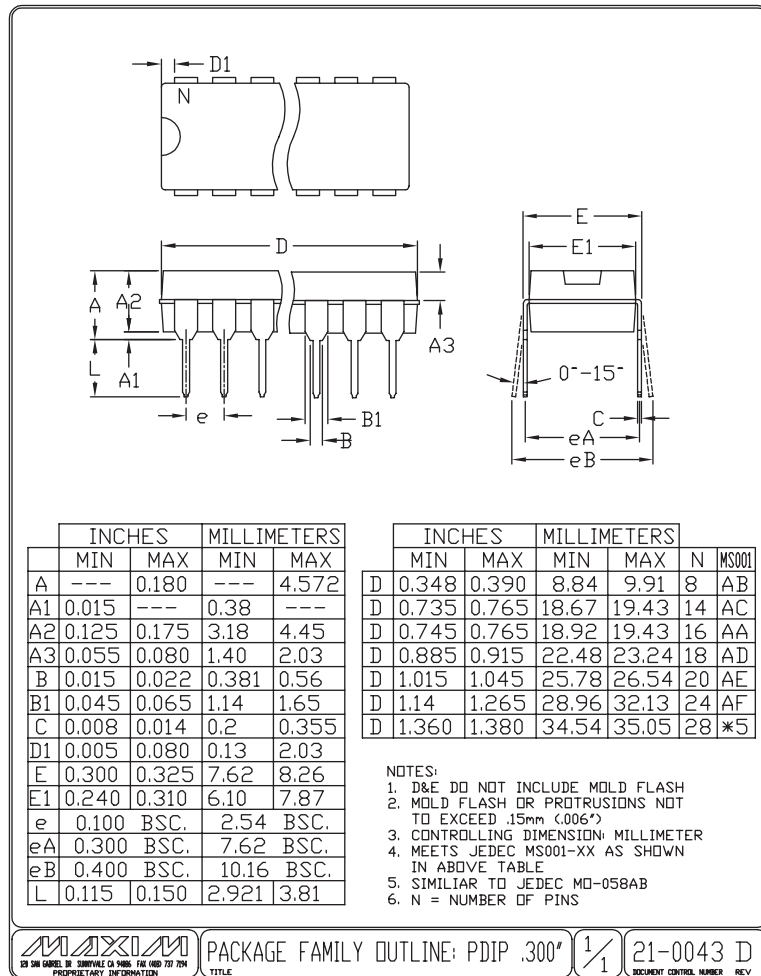 D1
N
D
E
E1
A
A2
A3
L
A1
0°-15°
e
B1
B
C
eA
eB
INCHES MILLIMETERS
MIN MAX MIN MAX
A --- 0.180 --- 4.572
A1 0.015 --- 0.38 ---
A2 0.125 0.175 3.18 4.45
A3 0.055 0.080 1.40 2.03
B 0.015 0.022 0.381 0.56
B1 0.045 0.065 1.14 1.65
C 0.008 0.014 0.2 0.355
D1 0.005 0.080 0.13 2.03
E 0.300 0.325 7.62 8.26
E1 0.240 0.310 6.10 7.87
e 0.100 BSC. 2.54 BSC.
eA 0.300 BSC. 7.62 BSC.
eB 0.400 BSC. 10.16 BSC.
L 0.115 0.150 2.921 3.81
INCHES MILLIMETERS
MIN MAX MIN MAX N MS001
D 0.348 0.390 8.84 9.91 8 AB
D 0.735 0.765 18.67 19.43 14 AC
D 0.745 0.765 18.92 19.43 16 AA
D 0.885 0.915 22.48 23.24 18 AD
D 1.015 1.045 25.78 26.54 20 AE
D 1.14 1.265 28.96 32.13 24 AF
D 1.360 1.380 34.54 35.05 28 *5
NOTES:
1. D&E DO NOT INCLUDE MOLD FLASH
2. MOLD FLASH OR PROTRUSIONS NOT
TO EXCEED .15mm (.006")
3. CONTROLLING DIMENSION: MILLIMETER
4. MEETS JEDEC MS001-XX AS SHOWN
IN ABOVE TABLE
5. SIMILIAR TO JEDEC MO-058AB
6. N = NUMBER OF PINS
MAXIM
120 SAN GABRIEL DR SUNNYVALE CA 94086 FAX (408) 737 7194
PROPRIETARY INFORMATION
PACKAGE FAMILY OUTLINE: PDIP .300"
TITLE
1/1
21-0043 D
DOCUMENT CONTROL NUMBER REV